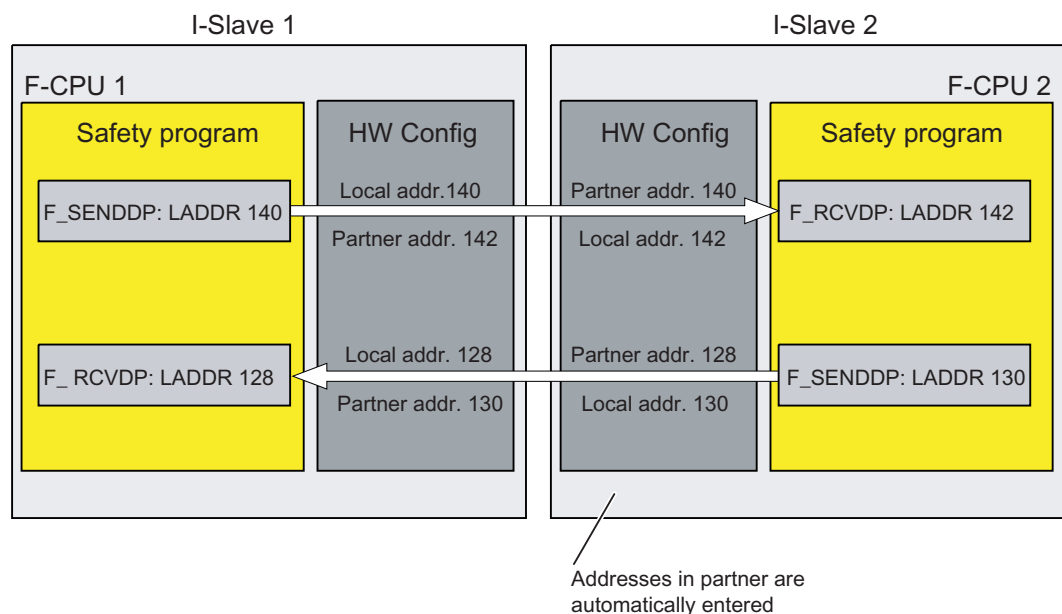 I-Slave 1
I-Slave 2
F-CPU 1
F-CPU 2
Safety program
HW Config
HW Config
Safety program
Local addr.140
Partner addr. 140
F_SENDDP: LADDR 140
F_RCVDP: LADDR 142
Partner addr. 142
Local addr. 142
Local addr. 128
Partner addr. 128
F_ RCVDP: LADDR 128
F_SENDDP: LADDR 130
Partner addr. 130
Local addr. 130
Addresses in partner are
automatically entered